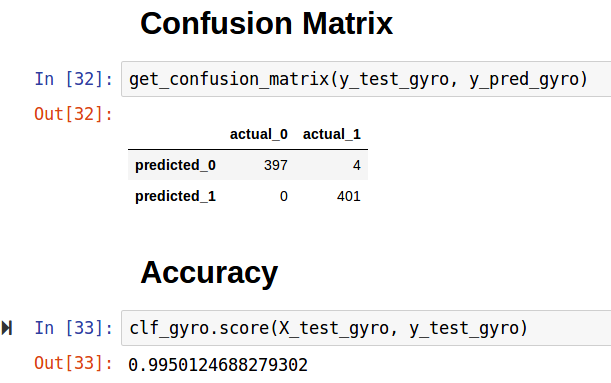 Confusion Matrix
In [32]: get_confusion_matrix(y_test_gyro, y_pred_gyro)
Out[32]:
actual_0 actual_1
predicted_0 397 4
predicted_1 0 401
Accuracy
In [33]: clf_gyro.score(X_test_gyro, y_test_gyro)
Out[33]: 0.9950124688279302